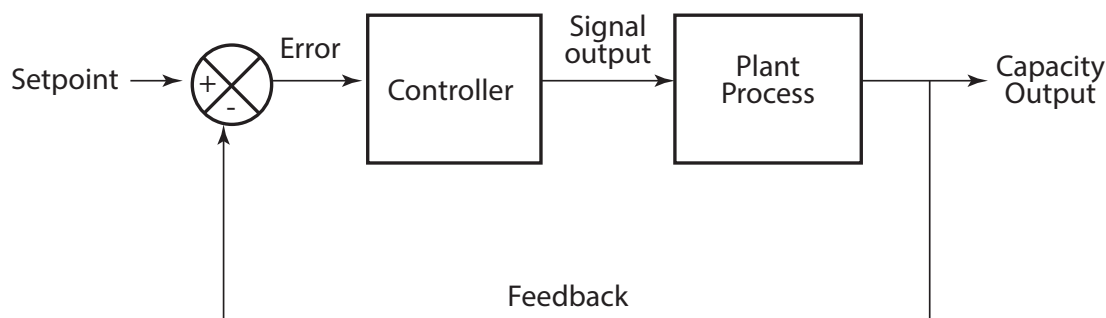 Setpoint
+
-
Error
Controller
Signal
output
Plant
Process
Capacity
Output
Feedback